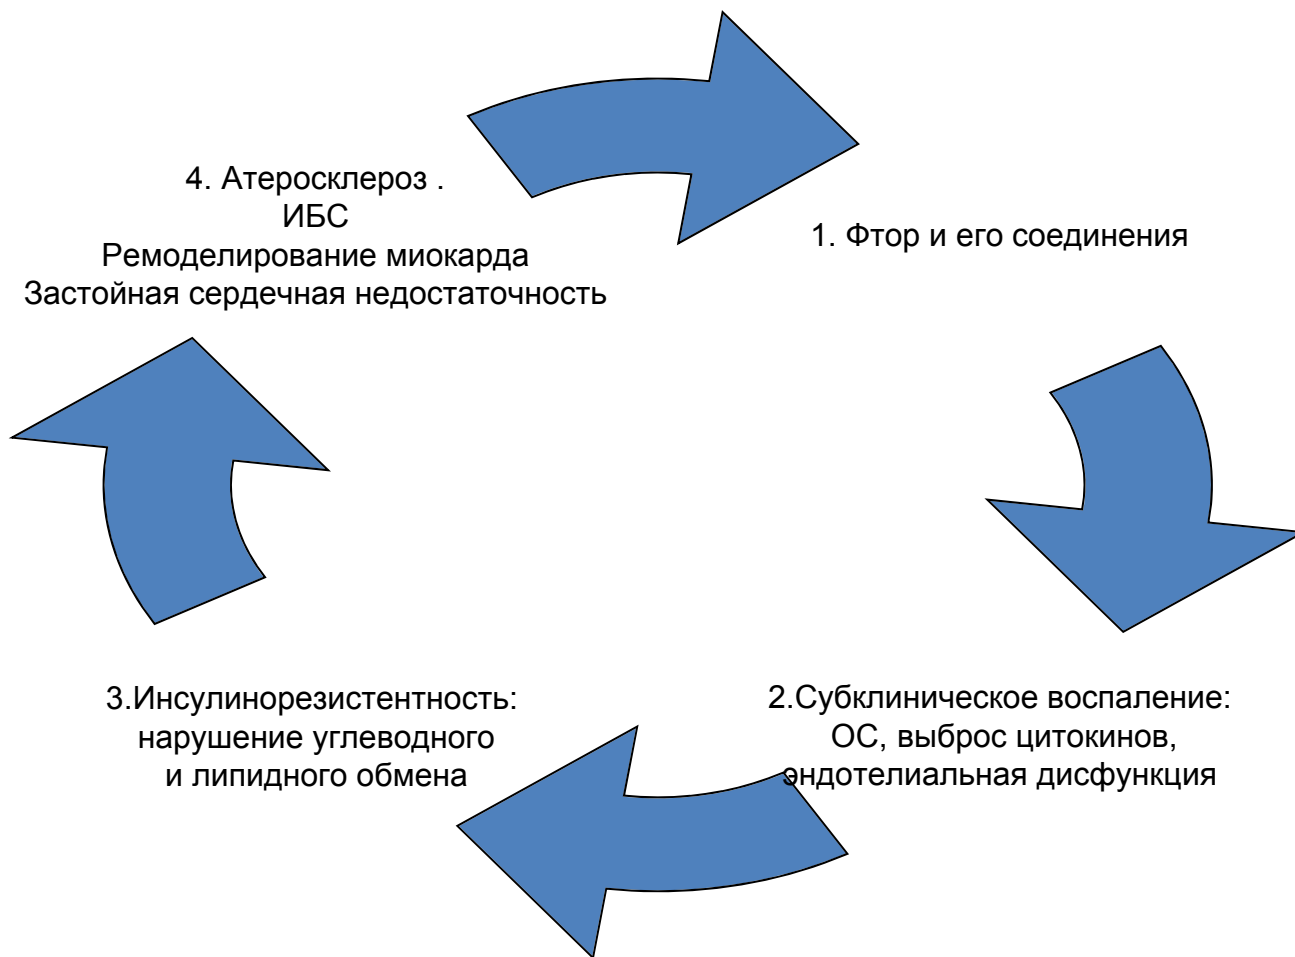 4. Атеросклероз .
ИБС
Ремоделирование миокарда
Застойная сердечная недостаточность
1. Фтор и его соединения
2.Субклиническое воспаление:
ОС, выброс цитокинов,
эндотелиальная дисфункция
3.Инсулинорезистентность:
нарушение углеводного
и липидного обмена